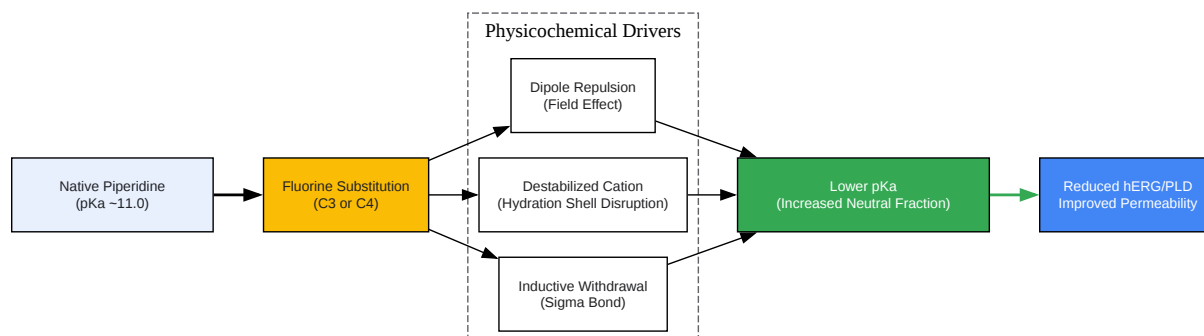 Physicochemical Drivers
Native Piperidine
(pKa ~11.0)
Fluorine Substitution
(C3 or C4)
Dipole Repulsion
(Field Effect)
Destabilized Cation
(Hydration Shell Disruption)
Inductive Withdrawal
(Sigma Bond)
Lower pKa
(Increased Neutral Fraction)
Reduced hERG/PLD
Improved Permeability